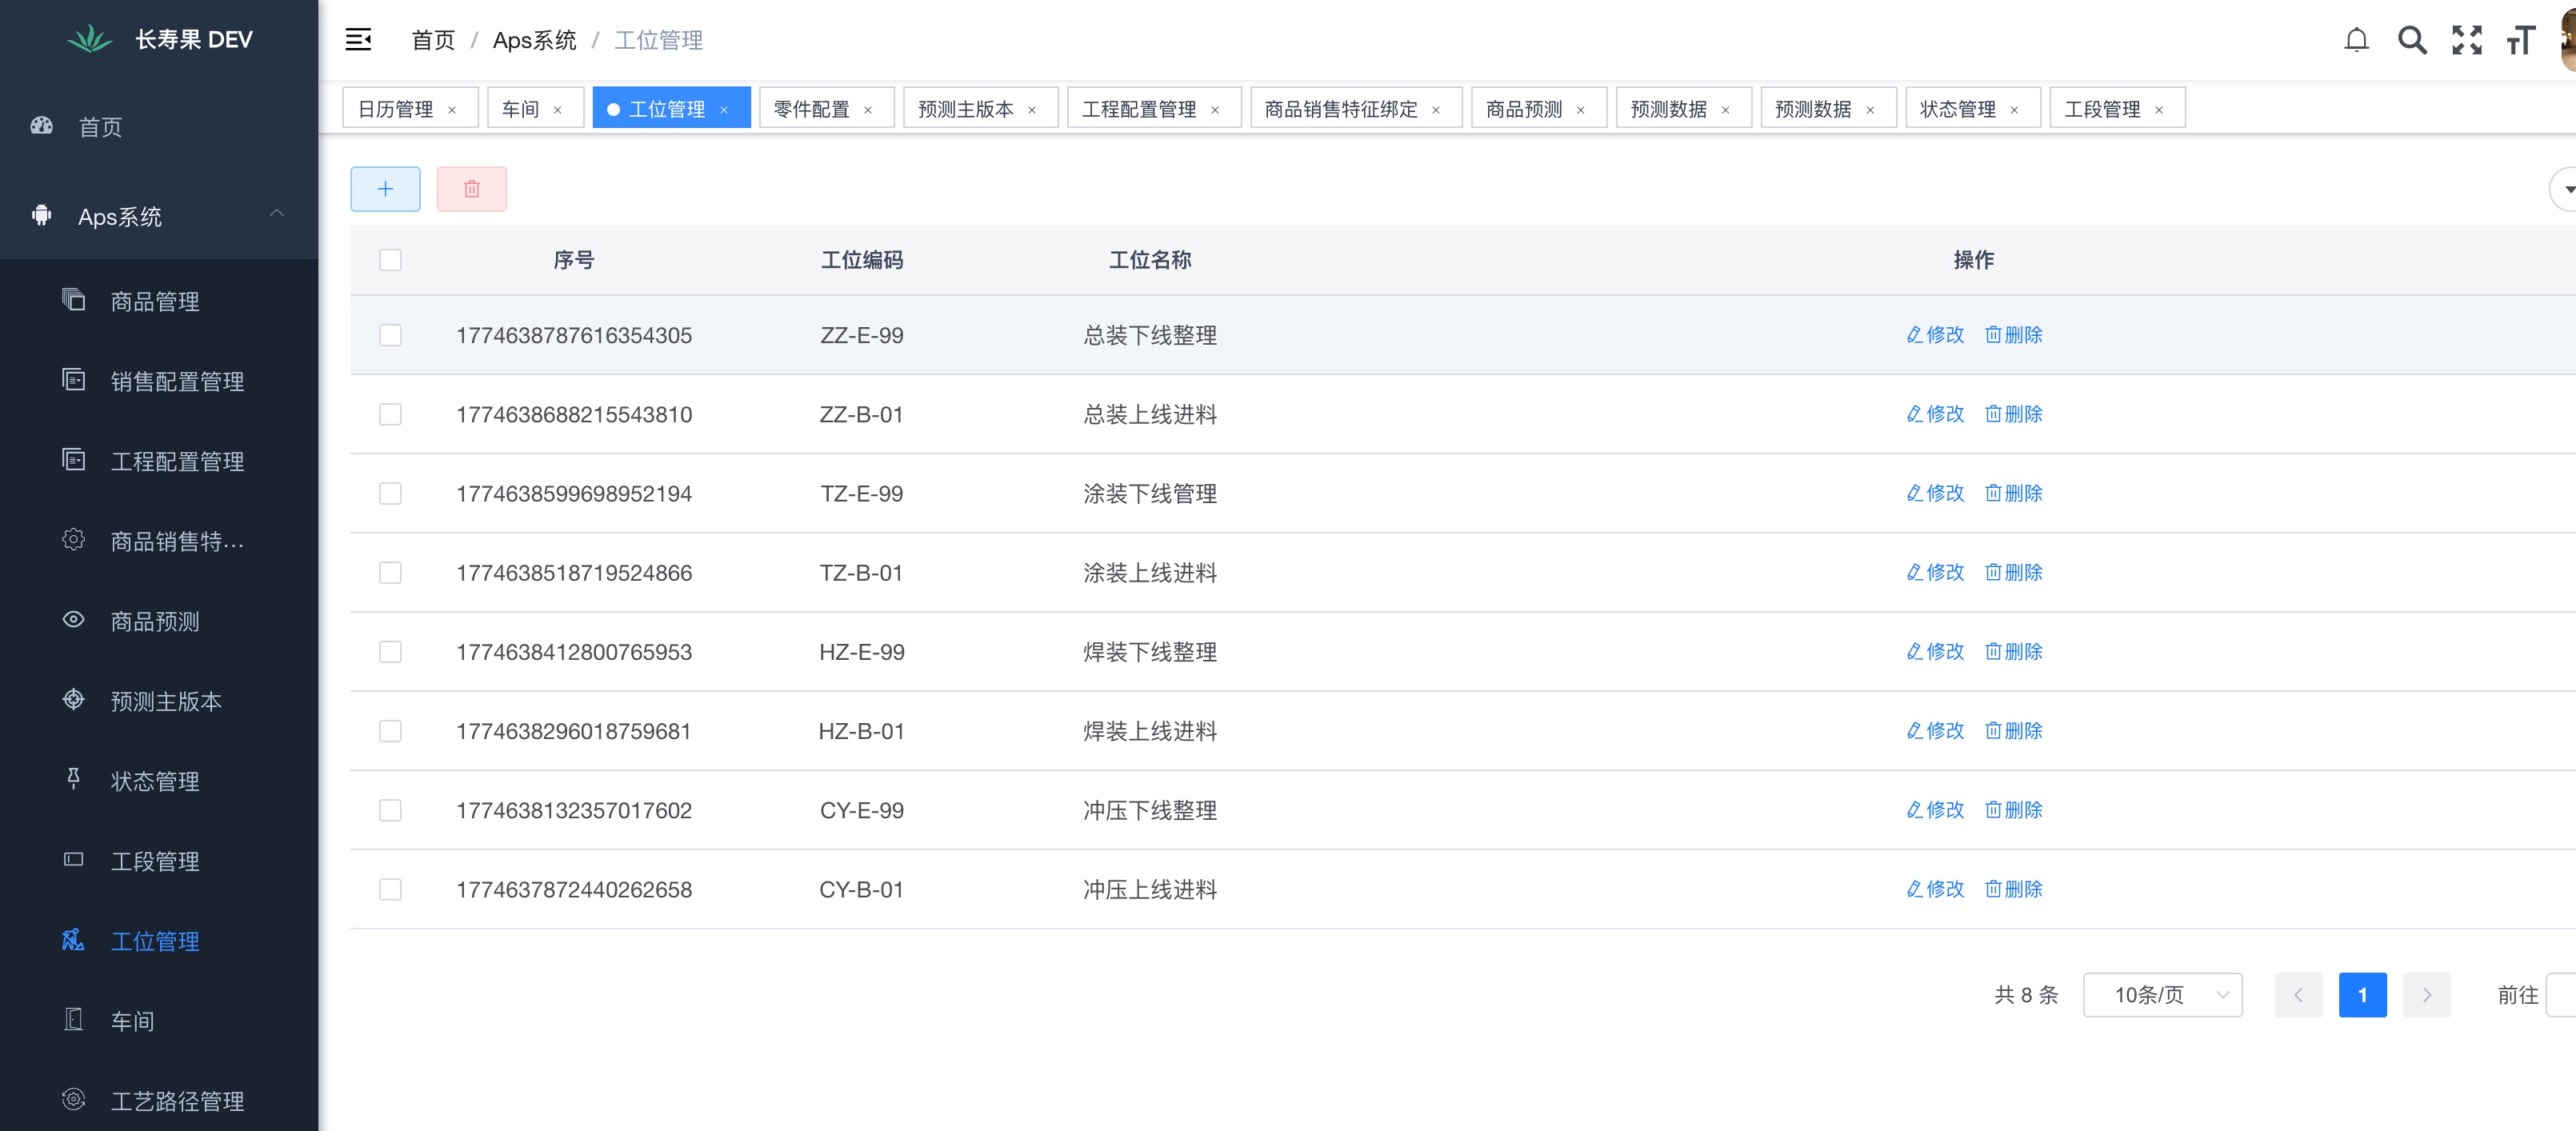 长寿果 DEV
首页
Aps系统
商品管理
销售配置管理
工程配置管理
商品销售特...
商品预测
预测主版本
状态管理
工段管理
工位管理
车间
工艺路径管理
首页 / Aps系统 / 工位管理
日历管理 × 车间 × 工位管理 × 零件配置 × 预测主版本 × 工程配置管理 × 商品销售特征绑定 × 商品预测 × 预测数据 × 预测数据 × 状态管理 × 工段管理 ×
序号 工位编码 工位名称 操作
1774638787616354305 ZZ-E-99 总装下线整理 修改 删除
1774638688215543810 ZZ-B-01 总装上线进料 修改 删除
1774638599698952194 TZ-E-99 涂装下线管理 修改 删除
1774638518719524866 TZ-B-01 涂装上线进料 修改 删除
1774638412800765953 HZ-E-99 焊装下线整理 修改 删除
1774638296018759681 HZ-B-01 焊装上线进料 修改 删除
1774638132357017602 CY-E-99 冲压下线整理 修改 删除
1774637872440262658 CY-B-01 冲压上线进料 修改 删除
共 8 条 10条/页 1 前往